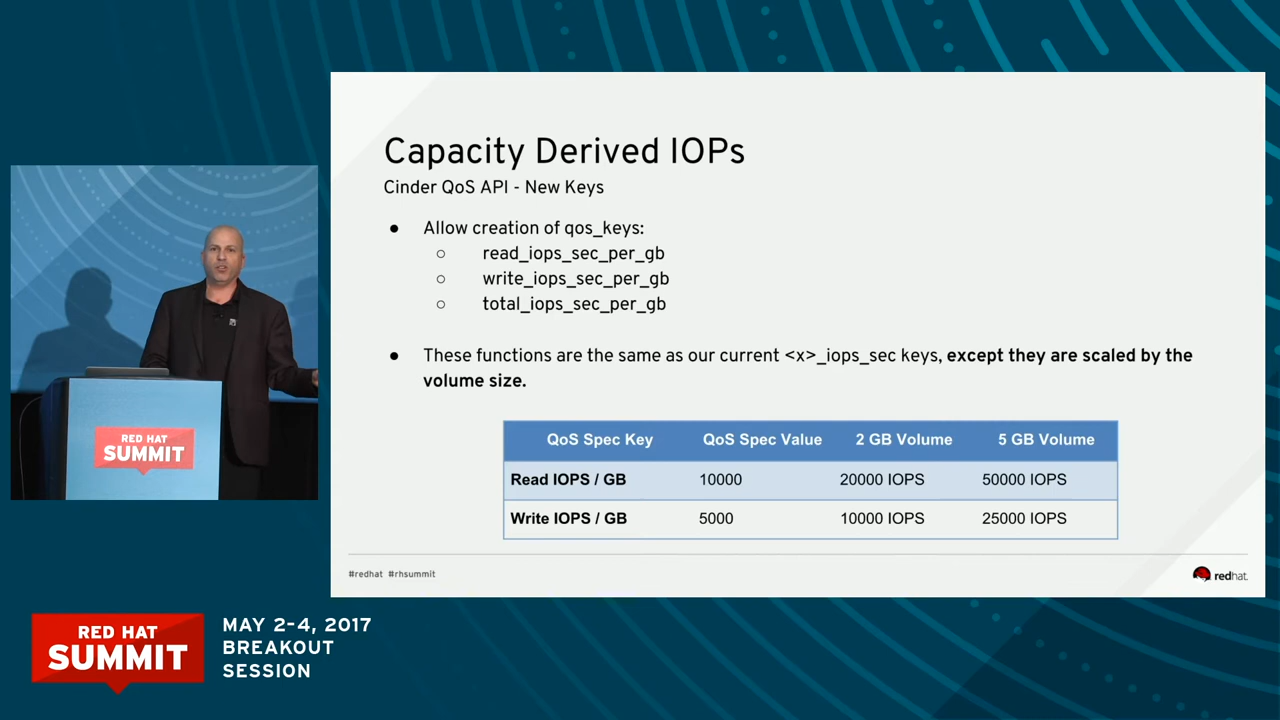 Capacity Derived IOPs
Cinder QoS API - New Keys
● Allow creation of qos_keys:
○ read_iops_sec_per_gb
○ write_iops_sec_per_gb
○ total_iops_sec_per_gb
● These functions are the same as our current <x>_iops_sec keys, except they are scaled by the
volume size.
QoS Spec Key QoS Spec Value 2 GB Volume 5 GB Volume
Read IOPS / GB 10000 20000 IOPS 50000 IOPS
Write IOPS / GB 5000 10000 IOPS 25000 IOPS
#redhat #rhsummit
redhat.
RED HAT
SUMMIT
RED HAT
SUMMIT
MAY 2-4, 2017
BREAKOUT
SESSION